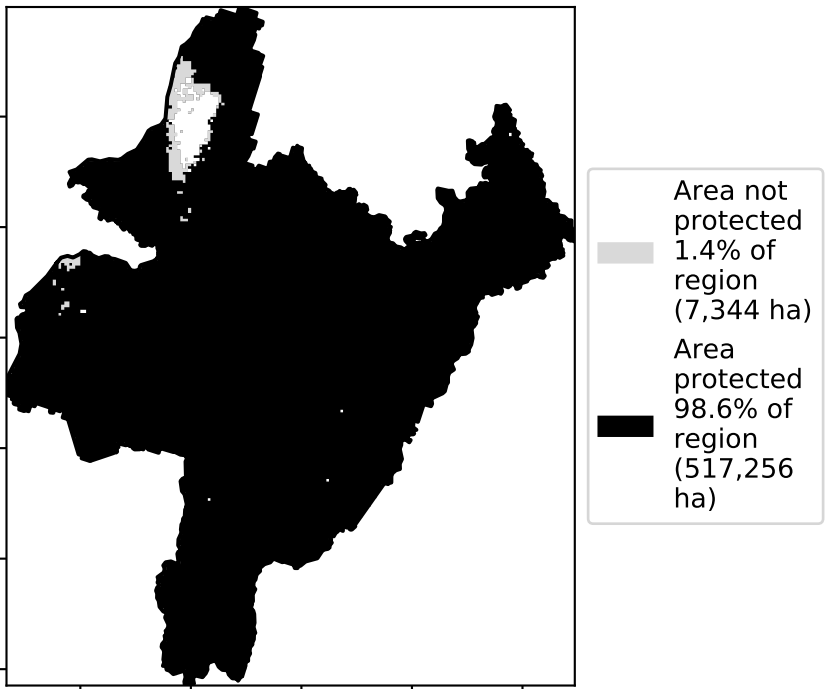 Area not
protected
1.4% of
region
(7,344 ha)
Area
protected
98.6% of
region
(517,256
ha)